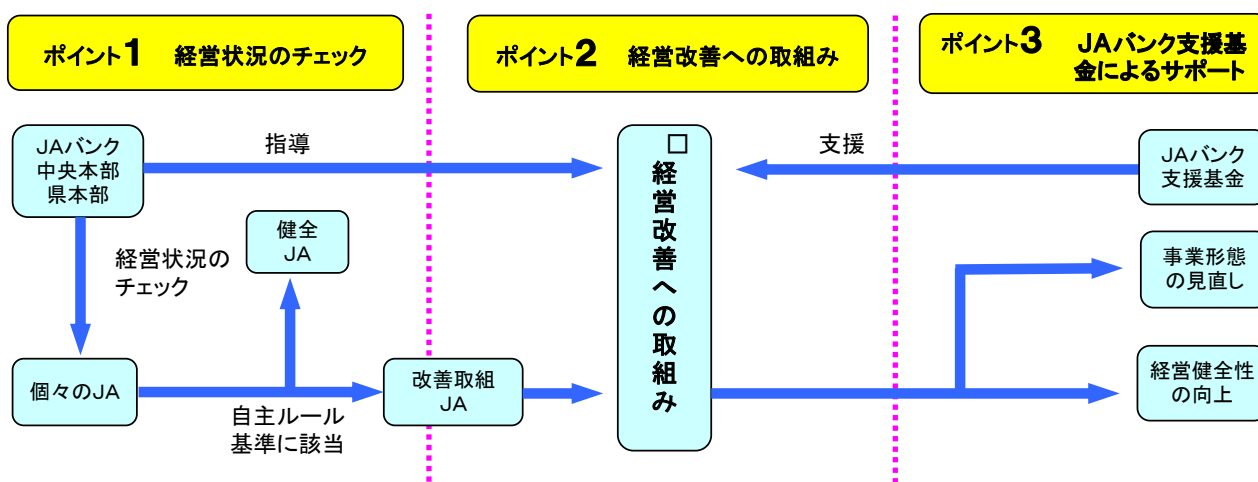 ポイント1 経営状況のチェック
ポイント2 経営改善への取組み
ポイント3 JAバンク支援基
金によるサポート
JAバンク
中央本部
県本部
指導
□
経営改善への取組み
支援
JAバンク
支援基金
健全
JA
経営状況の
チェック
事業形態
の見直し
個々のJA
自主ルール
基準に該当
改善取組
JA
経営健全性
の向上